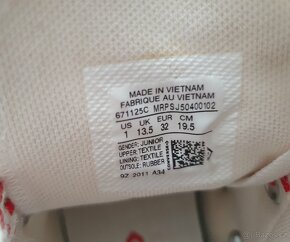 MADE IN VIETNAM
FABRIQUE AU VIETNAM
671125C MRPSJ50400102
US UK EUR CM
1 13.5 32 19.5
GENDER: JUNIOR
UPPER: TEXTILE
LINING: TEXTILE
OUTSOLE: RUBBER
9Z 2011 A34